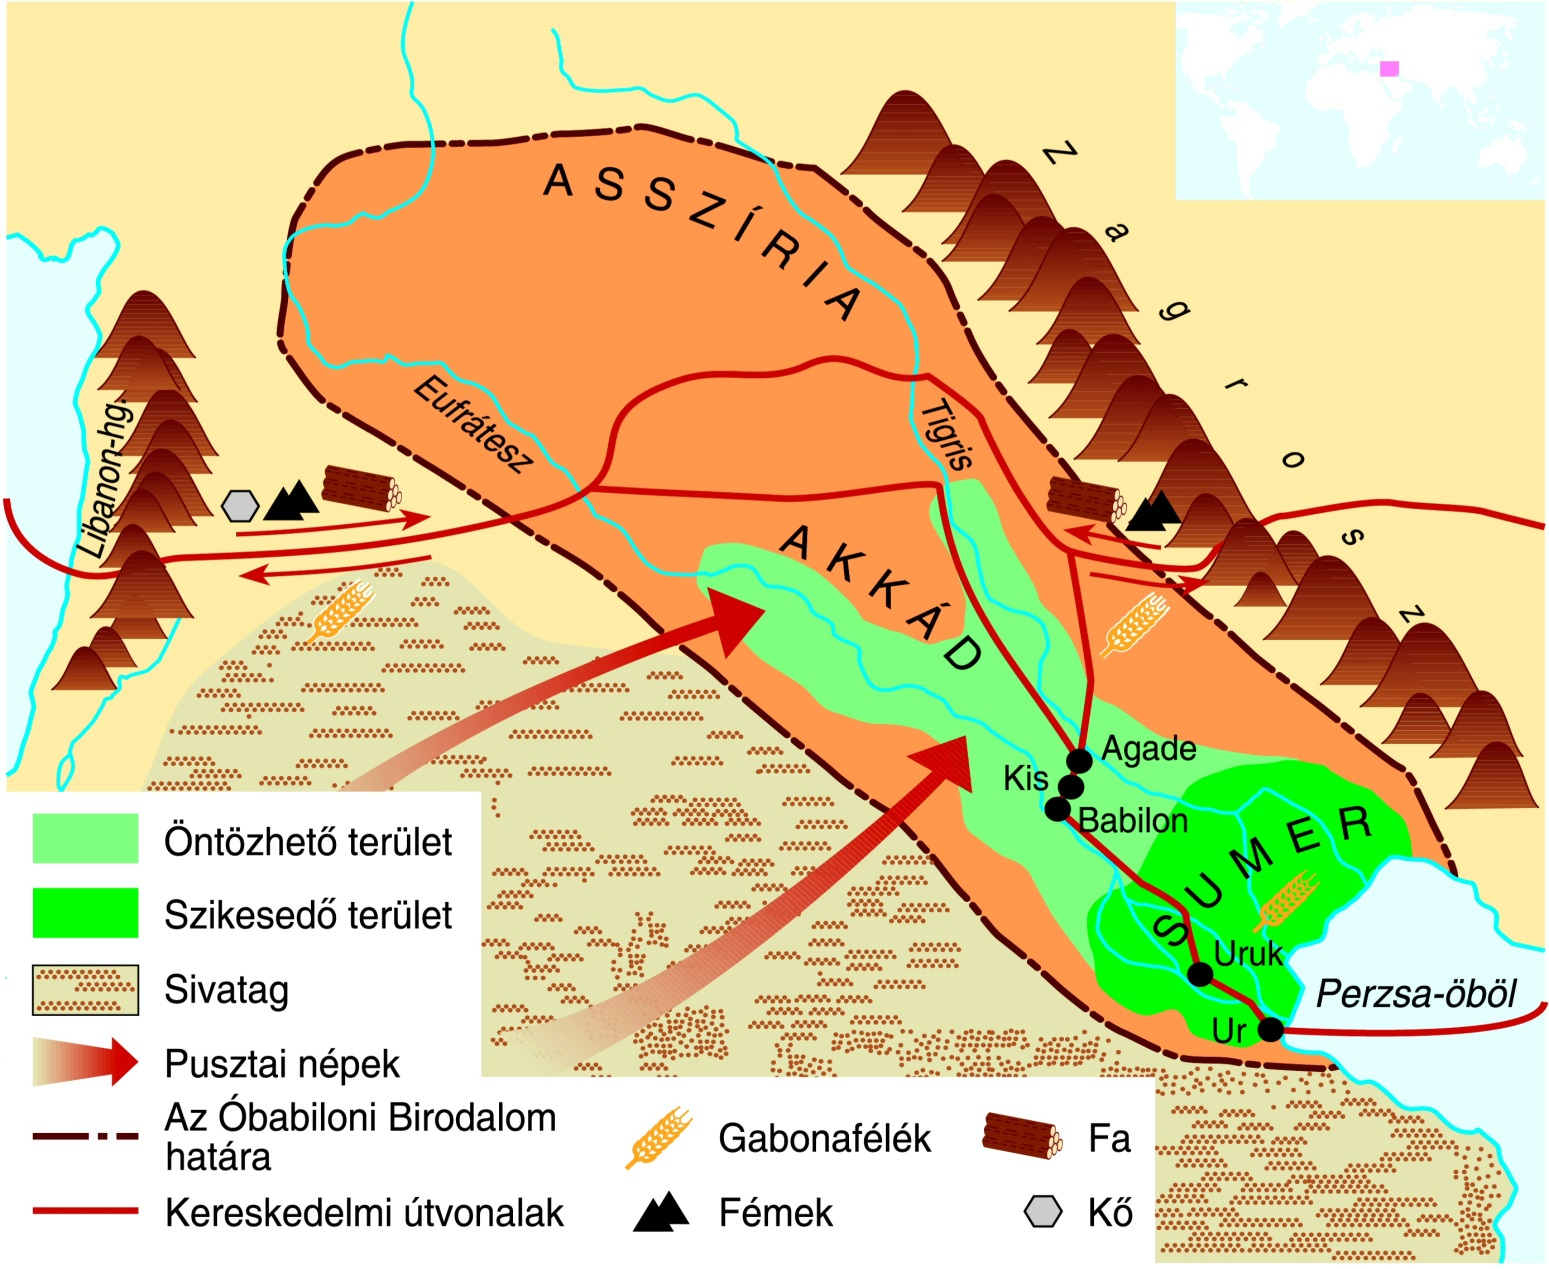 Zagrosz
ASSZÍRIA
Libanon-hg.
Eufrátesz
Tigris
AKKÁD
Agade
Kis
Babilon
SUMER
Uruk
Perzsa-öböl
Ur
Öntözhető terület
Szikesedő terület
Sivatag
Pusztai népek
Az Óbabiloni Birodalom
határa
Kereskedelmi útvonalak
Gabonafélék
Fa
Fémek
Kő